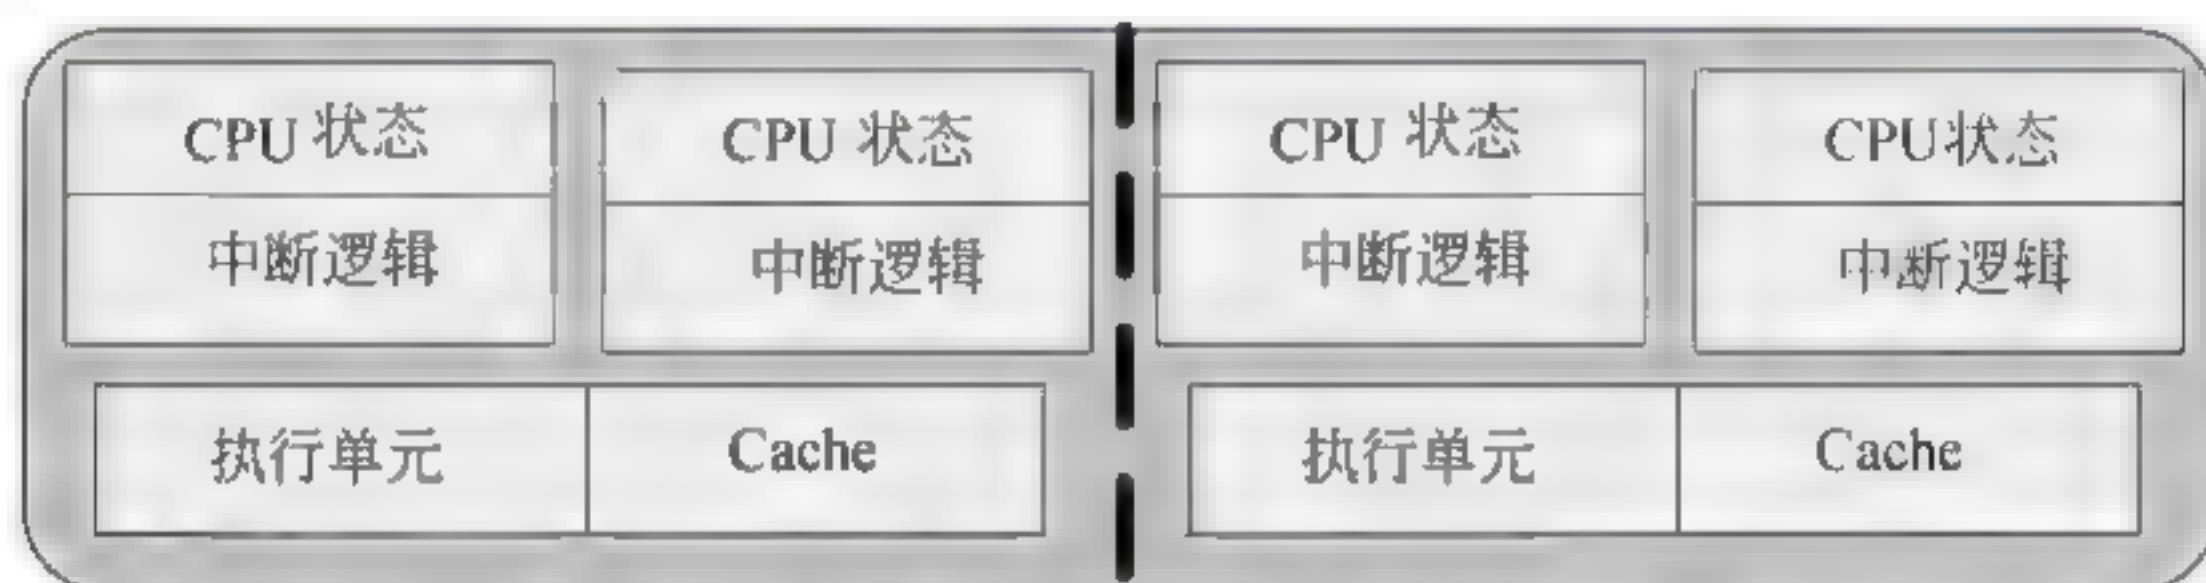 CPU 状态
CPU 状态
CPU 状态
CPU状态
中断逻辑
中断逻辑
中断逻辑
中断逻辑
执行单元
Cache
执行单元
Cache